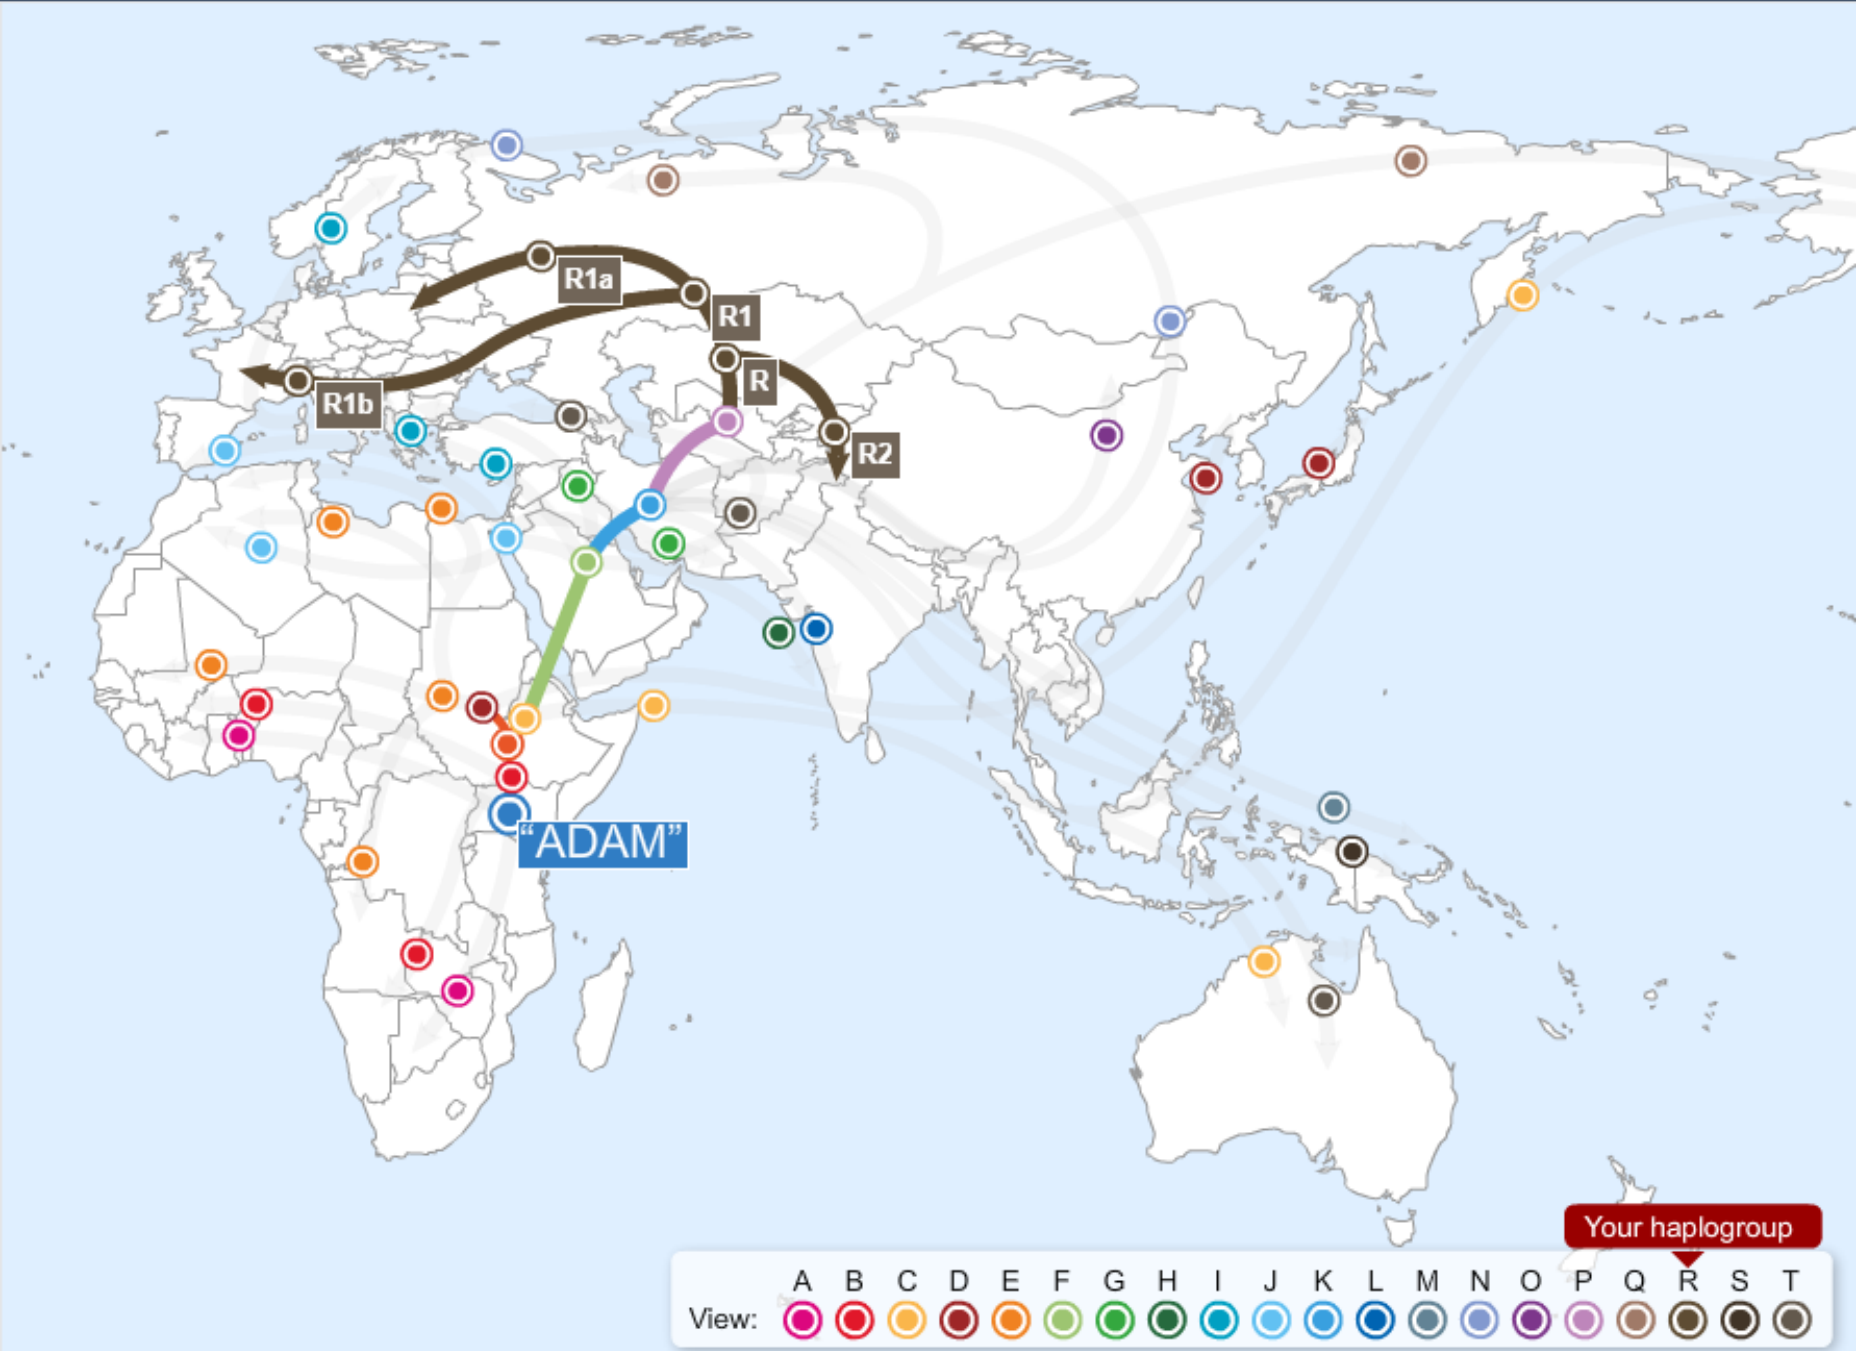 R1a
R1
R
R1b
R2
“ADAM”
Your haplogroup
A B C D E F G H I J K L M N O P Q R S T
View: